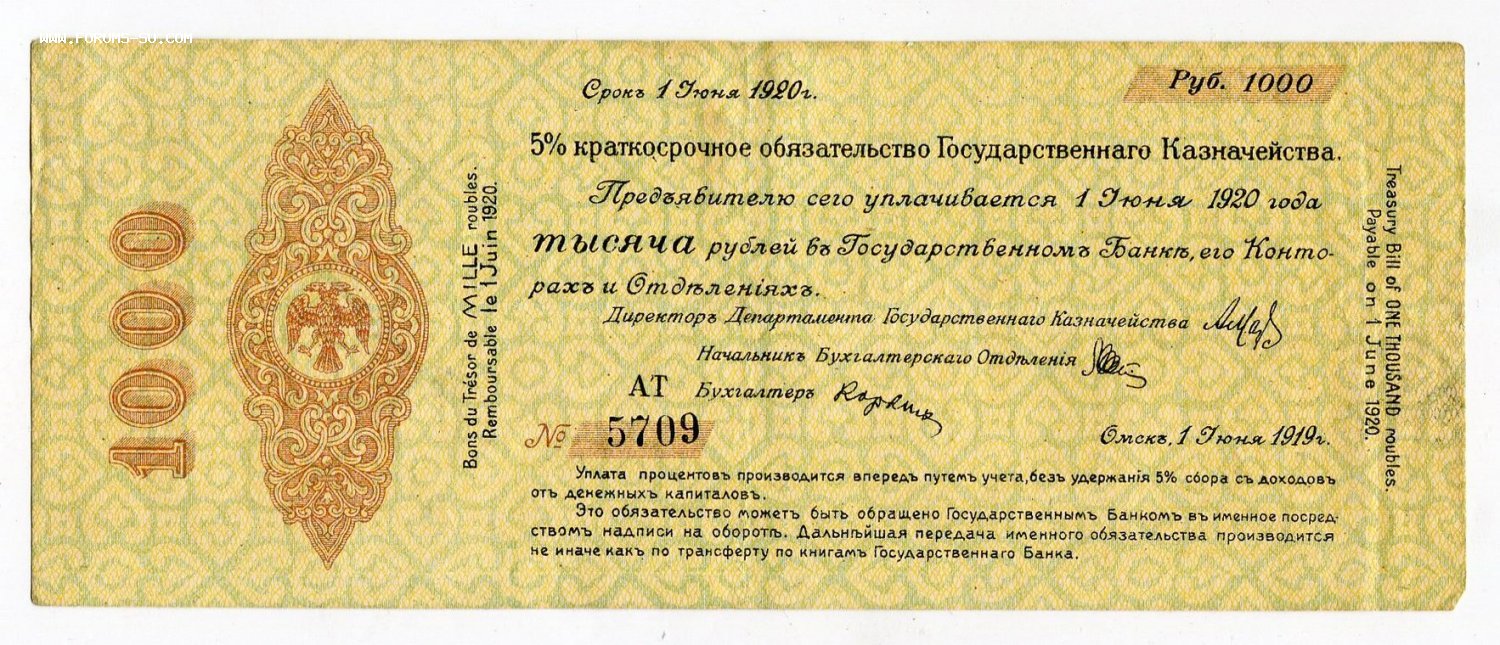 Срокъ 1 Іюня 1920г.
Руб. 1000
5% краткосрочное обязательство Государственнаго Казначейства.
Предъявителю сего уплачивается 1 Іюня 1920 года
тысяча рублей въ Государственномъ Банкѣ, его Конто-
рахъ и Отдѣленіяхъ.
Директоръ Департамента Государственнаго Казначейства
Начальникъ Бухгалтерскаго Отдѣленія
АТ Бухгалтеръ
№ 5709
Омскъ, 1 Іюня 1919г.
Уплата процентовъ производится впередъ путем учета, безъ удержанія 5% сбора съ доходовъ
отъ денежныхъ капиталовъ.
Это обязательство можетъ быть обращено Государственнымъ Банкомъ въ именное посред-
ствомъ надписи на оборотѣ. Дальнѣйшая передача именного обязательства производится
не иначе какъ по трансферту по книгамъ Государственнаго Банка.
1000
Bons du Trésor de MILLE roubles.
Remboursable le 1 Juin 1920.
Treasury Bill of ONE THOUSAND roubles.
Payable on 1 June 1920.